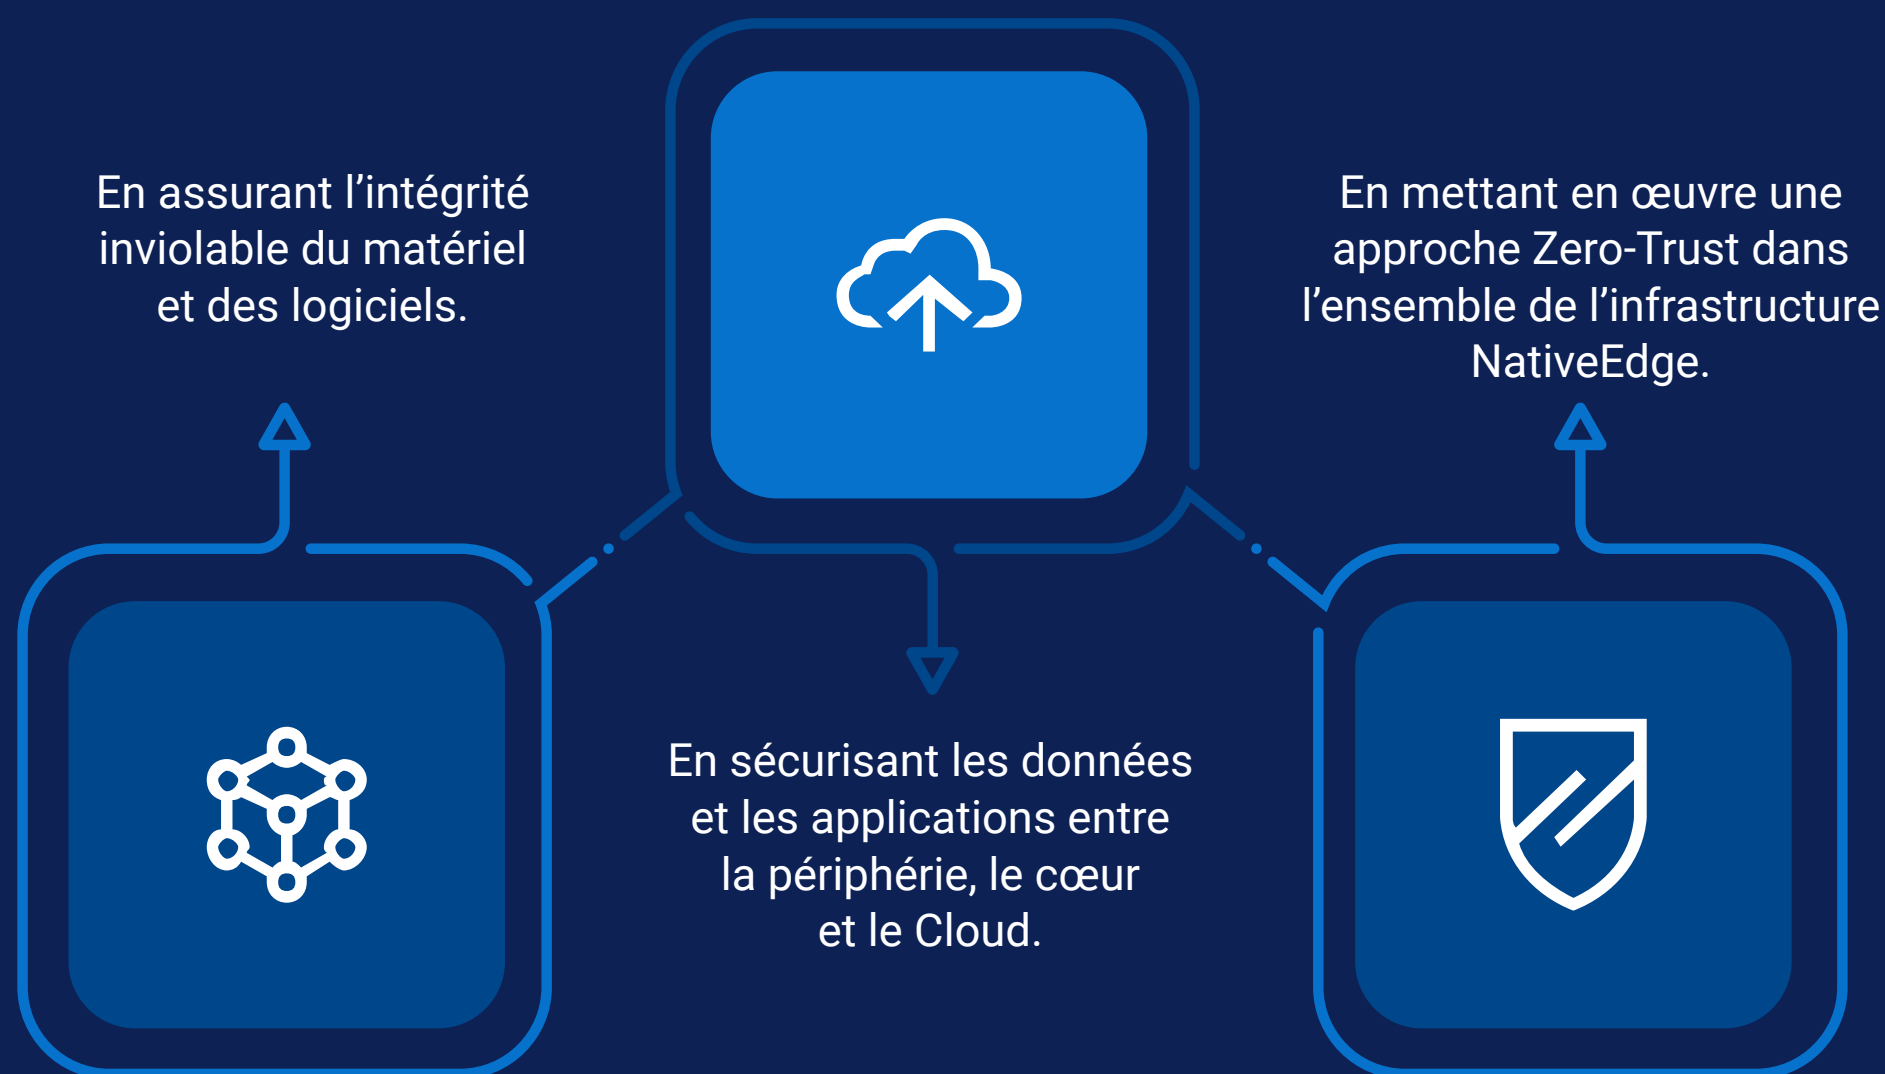 En assurant l’intégrité
inviolable du matériel
et des logiciels.
En sécurisant les données
et les applications entre
la périphérie, le cœur
et le Cloud.
En mettant en œuvre une
approche Zero-Trust dans
l’ensemble de l’infrastructure
NativeEdge.